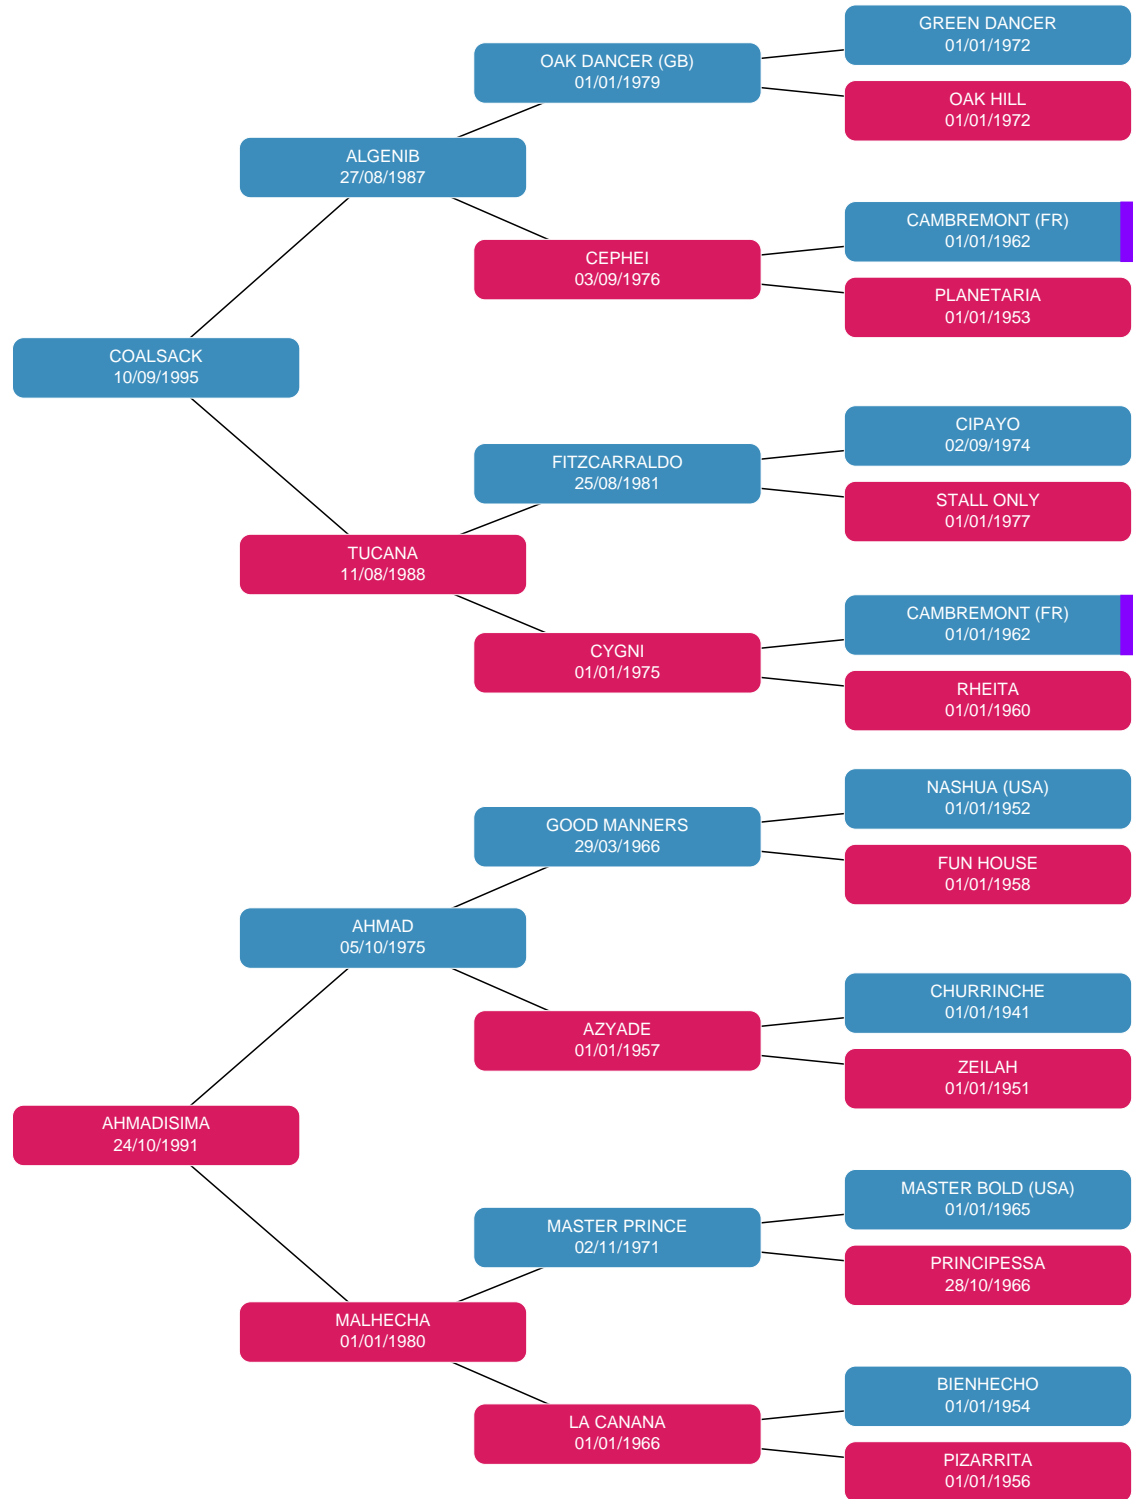 GREEN DANCER
01/01/1972
OAK DANCER (GB)
01/01/1979
OAK HILL
01/01/1972
ALGENIB
27/08/1987
CAMBREMONT (FR)
01/01/1962
CEPHEI
03/09/1976
PLANETARIA
01/01/1953
COALSACK
10/09/1995
CIPAYO
02/09/1974
FITZCARRALDO
25/08/1981
STALL ONLY
01/01/1977
TUCANA
11/08/1988
CAMBREMONT (FR)
01/01/1962
CYGNI
01/01/1975
RHEITA
01/01/1960
NASHUA (USA)
01/01/1952
GOOD MANNERS
29/03/1966
FUN HOUSE
01/01/1958
AHMAD
05/10/1975
CHURRINCHE
01/01/1941
AZYADE
01/01/1957
ZEILAH
01/01/1951
AHMADISIMA
24/10/1991
MASTER BOLD (USA)
01/01/1965
MASTER PRINCE
02/11/1971
PRINCIPESSA
28/10/1966
MALHECHA
01/01/1980
BIENHECHO
01/01/1954
LA CANANA
01/01/1966
PIZARRITA
01/01/1956